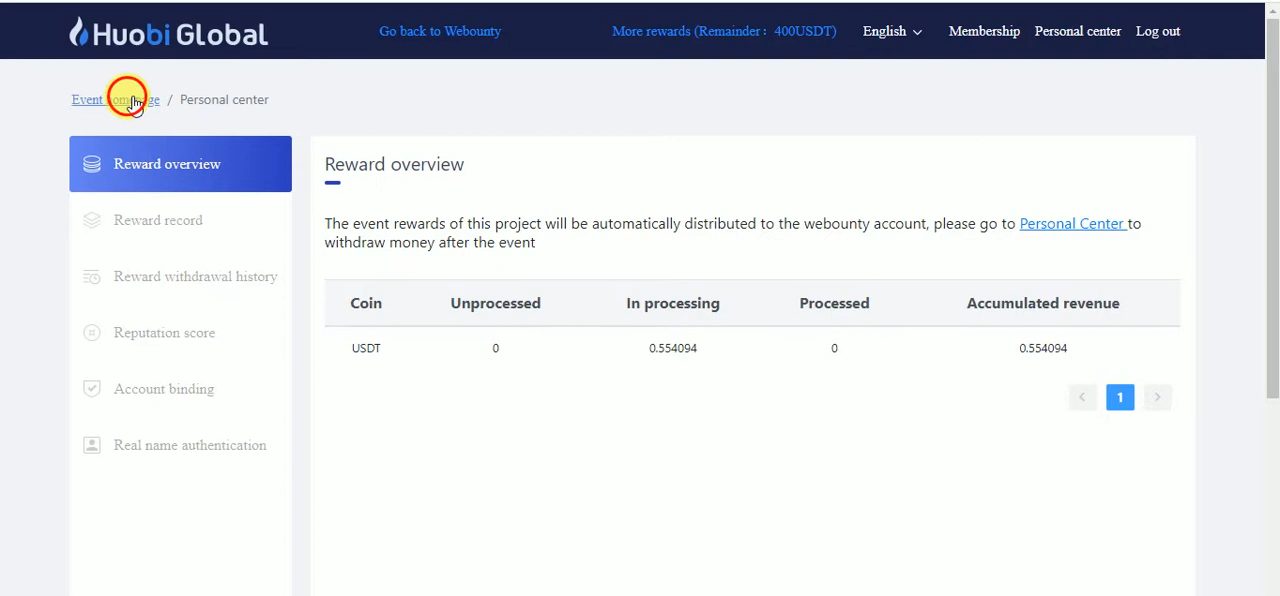 Huobi Global
Go back to Webounty
More rewards (Remainder： 400USDT)
English
Membership
Personal center
Log out
Event homepage / Personal center
Reward overview
Reward record
Reward withdrawal history
Reputation score
Account binding
Real name authentication
Reward overview
The event rewards of this project will be automatically distributed to the webounty account, please go to Personal Center to
withdraw money after the event
Coin Unprocessed In processing Processed Accumulated revenue
USDT 0 0.554094 0 0.554094
1